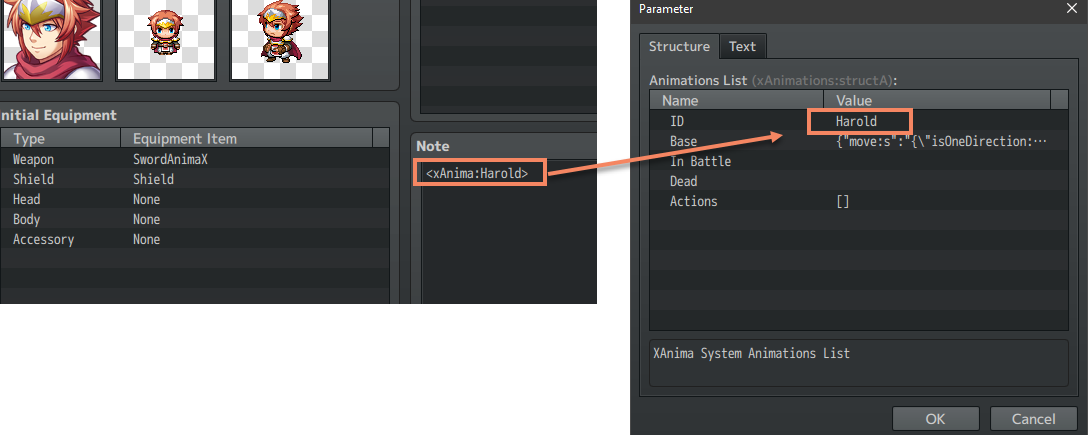 Initial Equipment
Type Equipment Item
Weapon SwordAnimaX
Shield Shield
Head None
Body None
Accessory None
Note
<xAnima:Harold>
Parameter
Structure Text
Animations List (xAnimations:structA):
Name Value
ID Harold
Base {"move:s":"{\"isOneDirection:…
In Battle
Dead
Actions []
XAnima System Animations List
OK Cancel